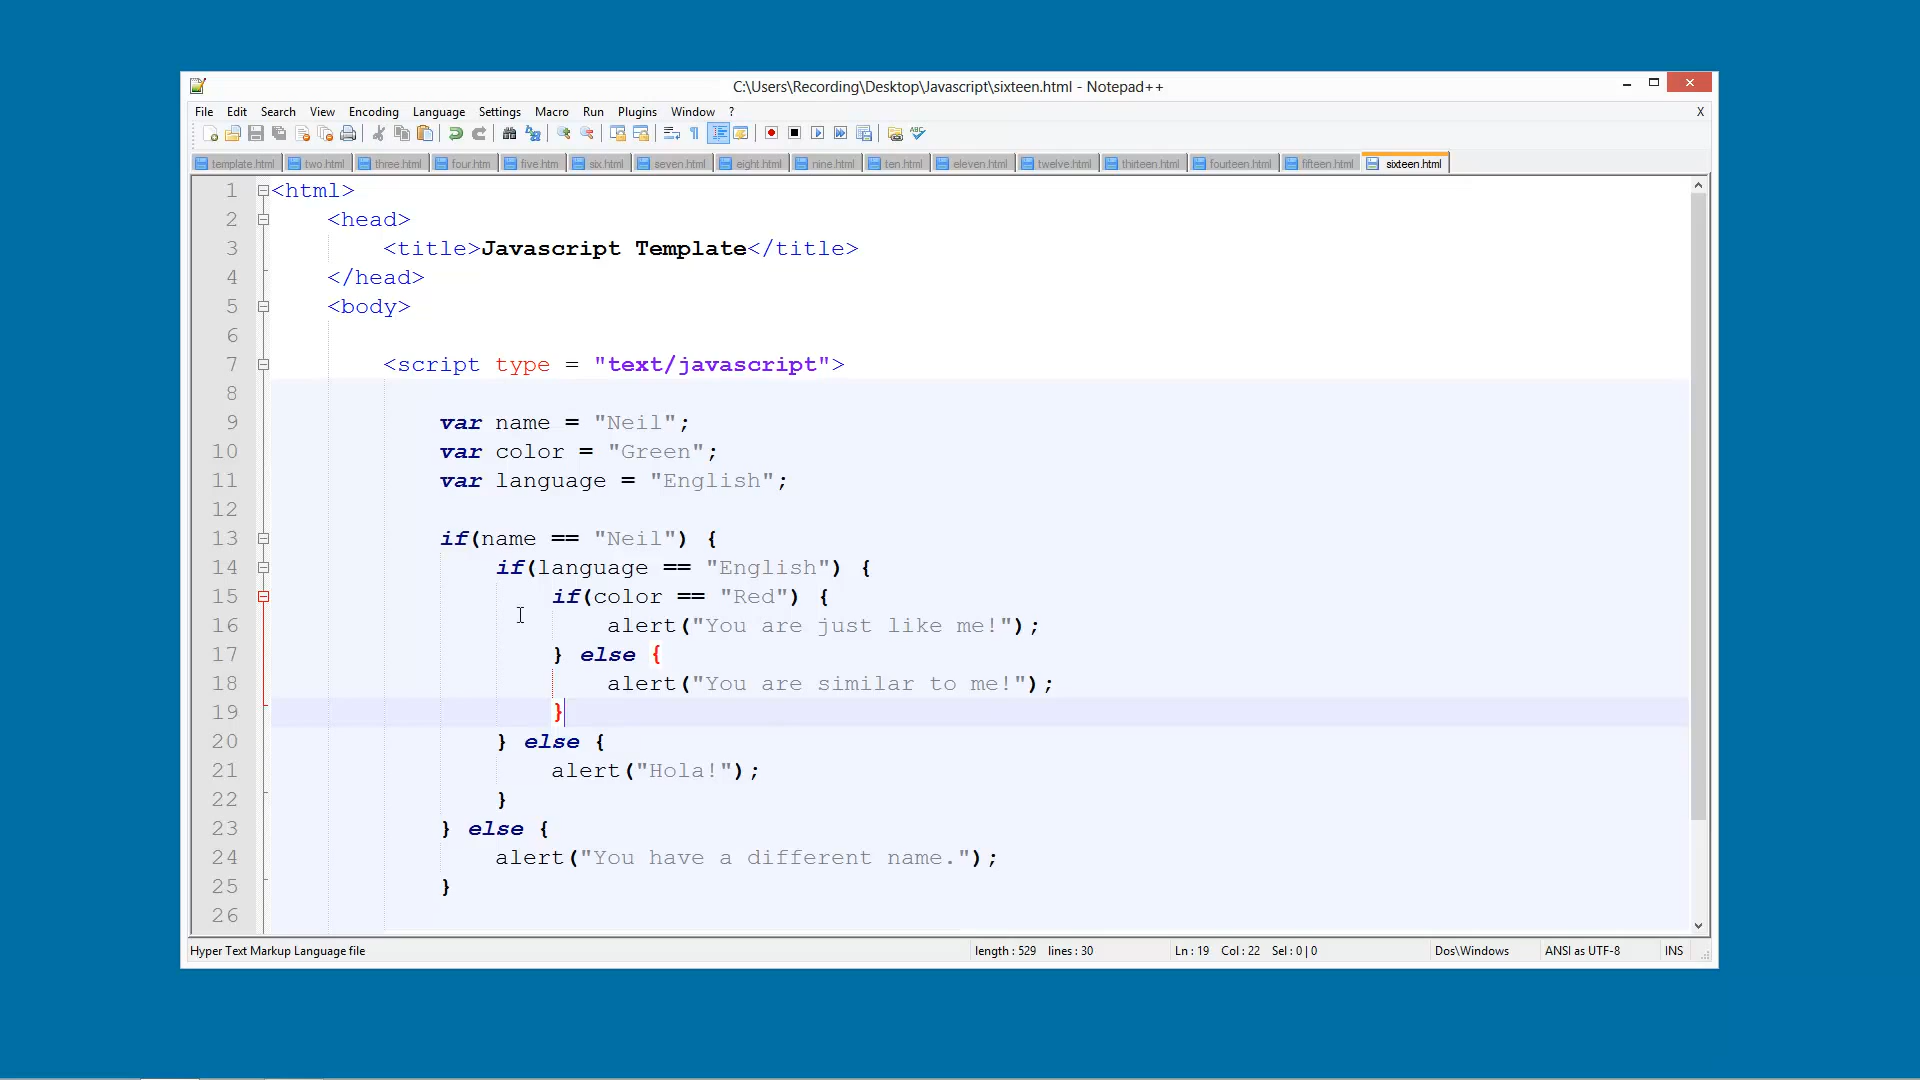 C:\Users\Recording\Desktop\Javascript\sixteen.html - Notepad++
File Edit Search View Encoding Language Settings Macro Run Plugins Window ? X
template.html two.html three.html four.htm five.htm six.html seven.html eight.html nine.html ten.html eleven.html twelve.html thirteen.html fourteen.html fifteen.html sixteen.html
1 <html>
2 <head>
3 <title>Javascript Template</title>
4 </head>
5 <body>
6
7 <script type = "text/javascript">
8
9 var name = "Neil";
10 var color = "Green";
11 var language = "English";
12
13 if(name == "Neil") {
14 if(language == "English") {
15 if(color == "Red") {
16 alert("You are just like me!");
17 } else {
18 alert("You are similar to me!");
19 }
20 } else {
21 alert("Hola!");
22 }
23 } else {
24 alert("You have a different name.");
25 }
26
Hyper Text Markup Language file length : 529 lines : 30 Ln : 19 Col : 22 Sel : 0 | 0 Dos\Windows ANSI as UTF-8 INS